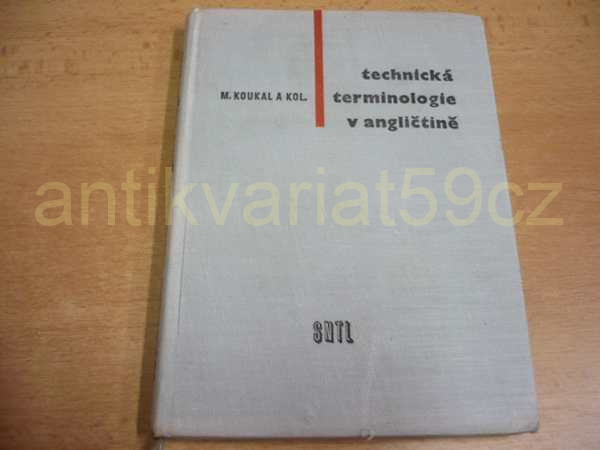 M. KOUKAL A KOL.
technická
terminologie
v angličtině
antikvariat59cz
SNTL